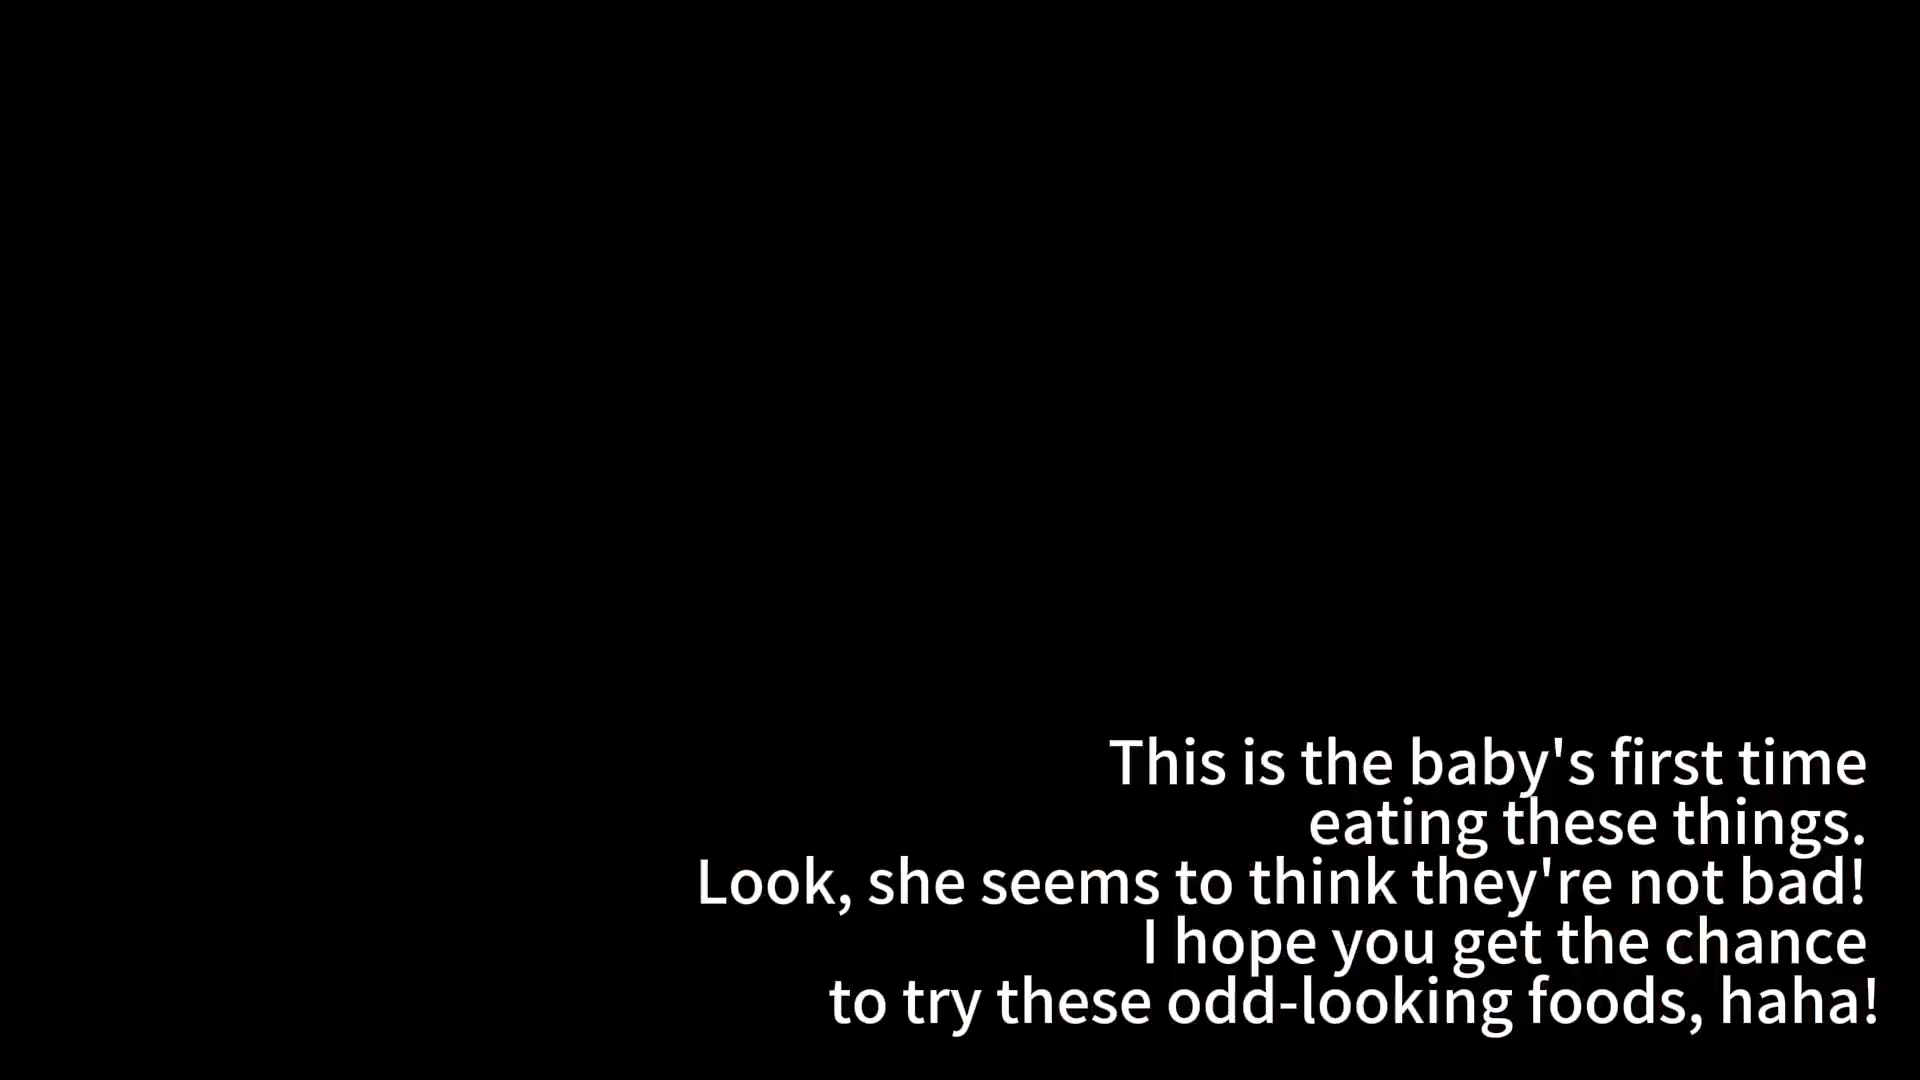 This is the baby's first time
eating these things.
Look, she seems to think they're not bad!
I hope you get the chance
to try these odd-looking foods, haha!